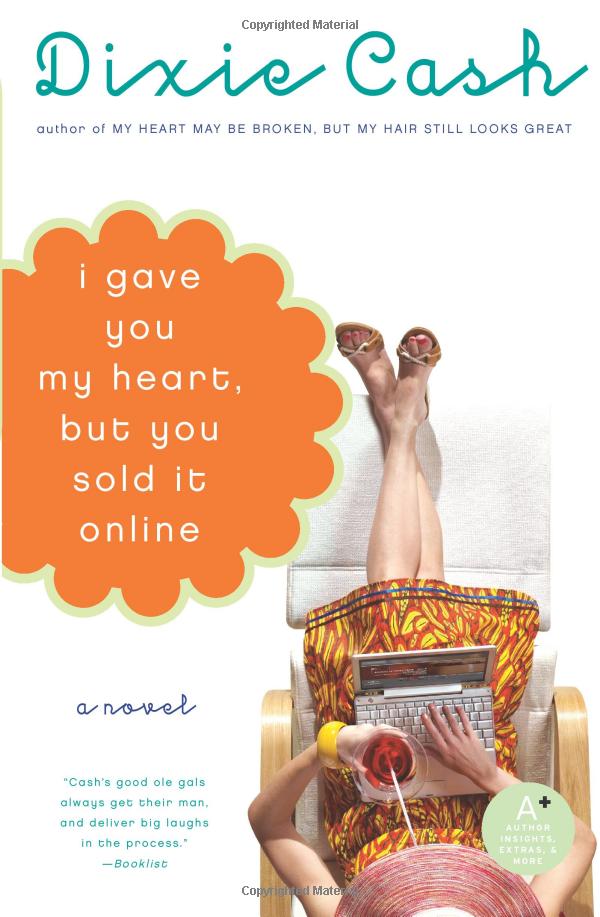 Copyrighted Material
Dixie Cash
author of MY HEART MAY BE BROKEN, BUT MY HAIR STILL LOOKS GREAT
i gave
you
my heart,
but you
sold it
online
a novel
"Cash's good ole gals
always get their man,
and deliver big laughs
in the process."
—Booklist
A+
AUTHOR
INSIGHTS,
EXTRAS, &
MORE
Copyrighted Material